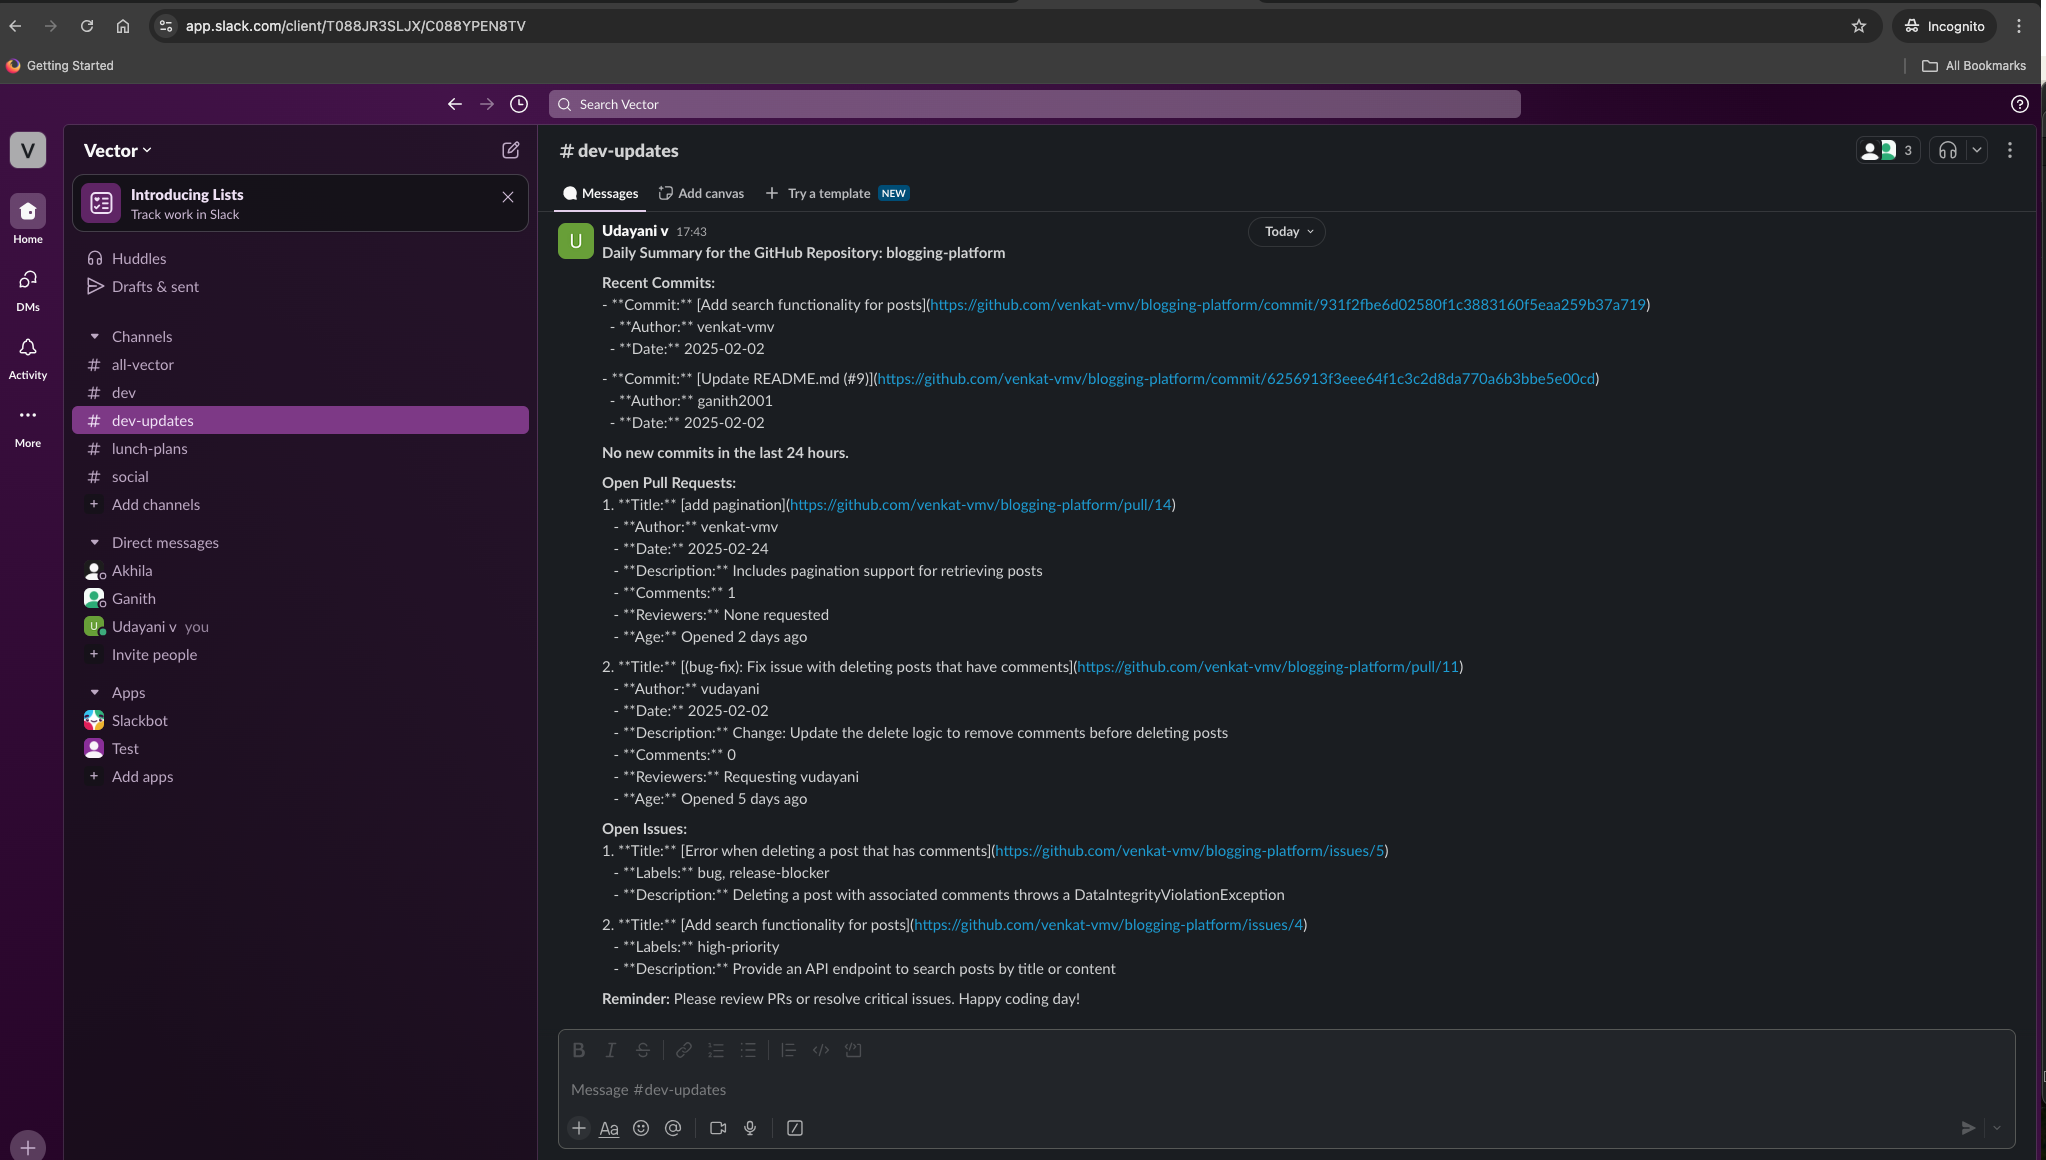 app.slack.com/client/T088JR3SLJX/C088YPEN8TV
Incognito
Getting Started
All Bookmarks
Search Vector
V
Vector
Introducing Lists
Track work in Slack
Home
DMs
Activity
More
Huddles
Drafts & sent
Channels
# all-vector
# dev
# dev-updates
# lunch-plans
# social
+ Add channels
Direct messages
Akhila
Ganith
U Udayani v you
+ Invite people
Apps
Slackbot
Test
+ Add apps
# dev-updates
3
Messages
Add canvas
+ Try a template NEW
Today
U
Udayani v 17:43
Daily Summary for the GitHub Repository: blogging-platform
Recent Commits:
- **Commit:** [Add search functionality for posts](https://github.com/venkat-vmv/blogging-platform/commit/931f2fbe6d02580f1c3883160f5eaa259b37a719)
- **Author:** venkat-vmv
- **Date:** 2025-02-02
- **Commit:** [Update README.md (#9)](https://github.com/venkat-vmv/blogging-platform/commit/6256913f3eee64f1c3c2d8da770a6b3bbe5e00cd)
- **Author:** ganith2001
- **Date:** 2025-02-02
No new commits in the last 24 hours.
Open Pull Requests:
1. **Title:** [add pagination](https://github.com/venkat-vmv/blogging-platform/pull/14)
- **Author:** venkat-vmv
- **Date:** 2025-02-24
- **Description:** Includes pagination support for retrieving posts
- **Comments:** 1
- **Reviewers:** None requested
- **Age:** Opened 2 days ago
2. **Title:** [(bug-fix): Fix issue with deleting posts that have comments](https://github.com/venkat-vmv/blogging-platform/pull/11)
- **Author:** vudayani
- **Date:** 2025-02-02
- **Description:** Change: Update the delete logic to remove comments before deleting posts
- **Comments:** 0
- **Reviewers:** Requesting vudayani
- **Age:** Opened 5 days ago
Open Issues:
1. **Title:** [Error when deleting a post that has comments](https://github.com/venkat-vmv/blogging-platform/issues/5)
- **Labels:** bug, release-blocker
- **Description:** Deleting a post with associated comments throws a DataIntegrityViolationException
2. **Title:** [Add search functionality for posts](https://github.com/venkat-vmv/blogging-platform/issues/4)
- **Labels:** high-priority
- **Description:** Provide an API endpoint to search posts by title or content
Reminder: Please review PRs or resolve critical issues. Happy coding day!
B I S
Message #dev-updates
Aa